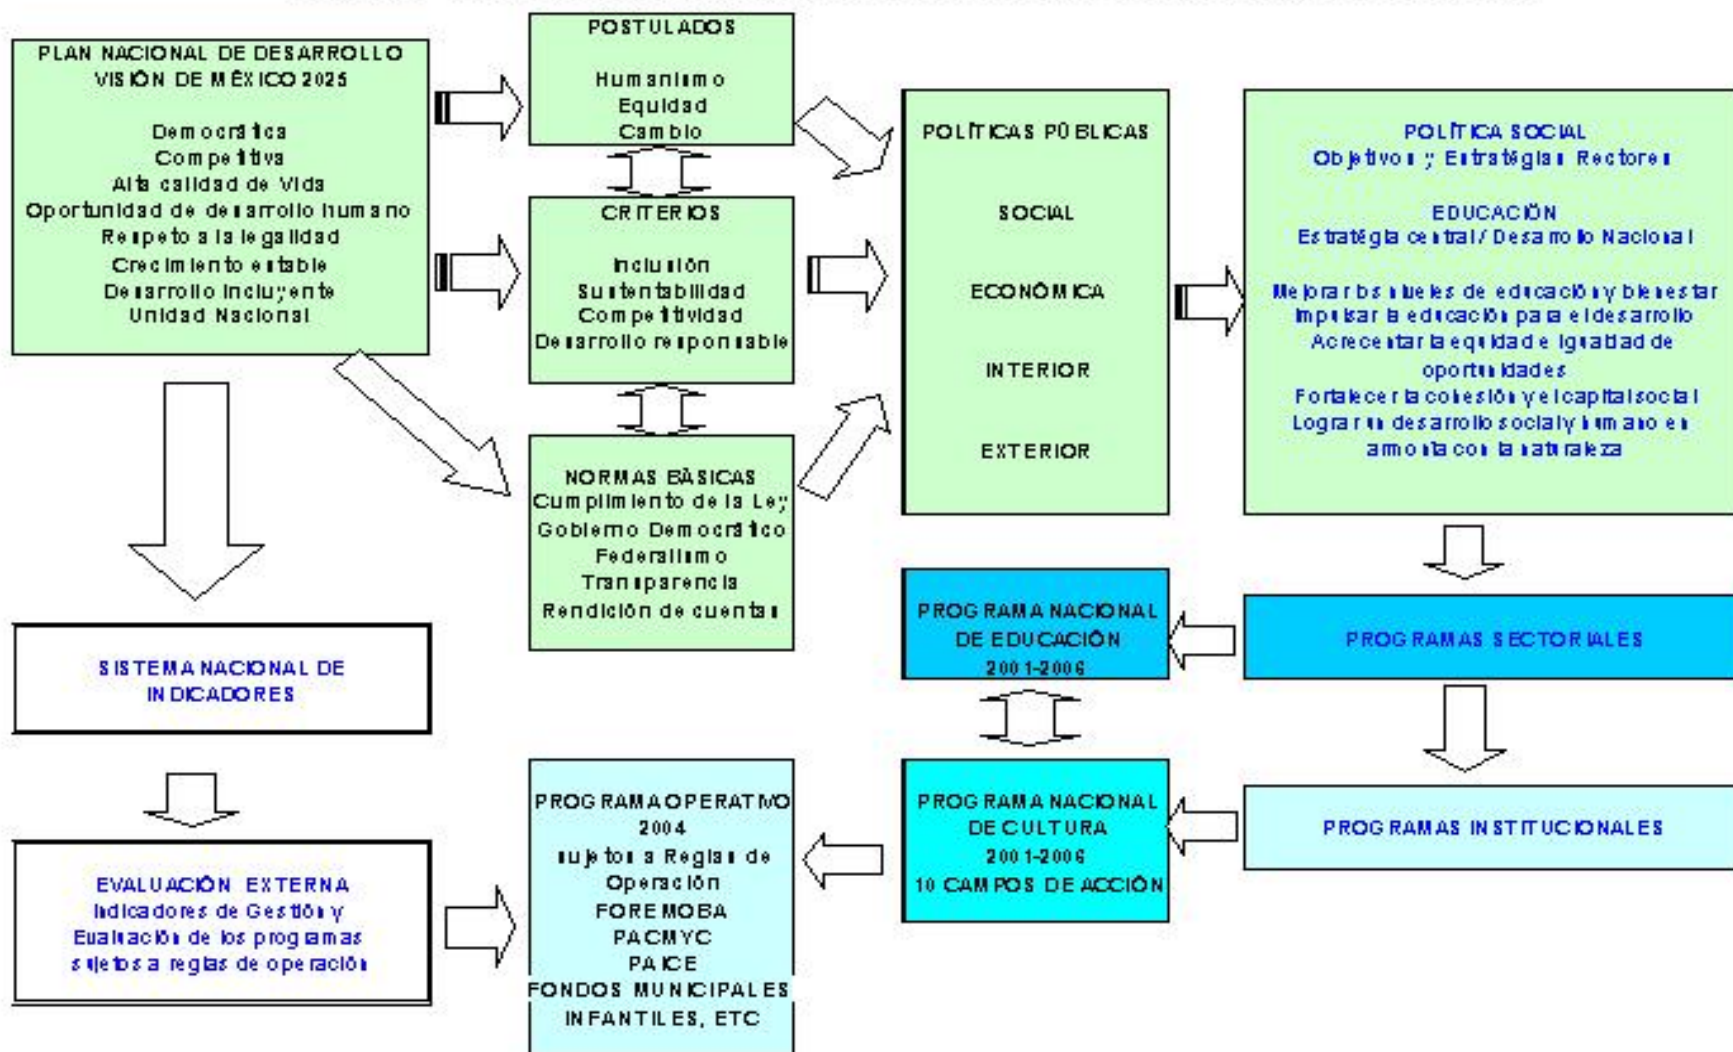 PLAN NACIONAL DE DESARROLLO
VISIÓN DE MÉXICO 2025
Democrática
Competitiva
Alta calidad de Vida
Oportunidad de desarrollo humano
Respeto a la legalidad
Crecimiento estable
Desarrollo Incluyente
Unidad Nacional
POSTULADOS
Humanismo
Equidad
Cambio
CRITERIOS
Inclusión
Sustentabilidad
Competitividad
Desarrollo responsable
NORMAS BÁSICAS
Cumplimiento de la Ley
Gobierno Democrático
Federalismo
Transparencia
Rendición de cuentas
POLÍTICAS PÚBLICAS
SOCIAL
ECONÓMICA
INTERIOR
EXTERIOR
POLÍTICA SOCIAL
Objetivos y Estratégias Rectores
EDUCACIÓN
Estratégia central / Desarrollo Nacional
Mejorar los niveles de educación y bienestar
Impulsar la educación para el desarrollo
Acrecentar la equidad e igualdad de
oportunidades
Fortalecer la cohesión y el capital social
Lograr un desarrollo social y humano en
armonía con la naturaleza
PROGRAMA NACIONAL
DE EDUCACIÓN
2001-2006
PROGRAMAS SECTORIALES
SISTEMA NACIONAL DE
INDICADORES
PROGRAMA OPERATIVO
2004
sujetos a Reglas de
Operación
FOREMOBA
PACMYC
PAICE
FONDOS MUNICIPALES
INFANTILES, ETC
PROGRAMA NACIONAL
DE CULTURA
2001-2006
10 CAMPOS DE ACCIÓN
PROGRAMAS INSTITUCIONALES
EVALUACIÓN EXTERNA
Indicadores de Gestión y
Evaluación de los programas
sujetos a reglas de operación